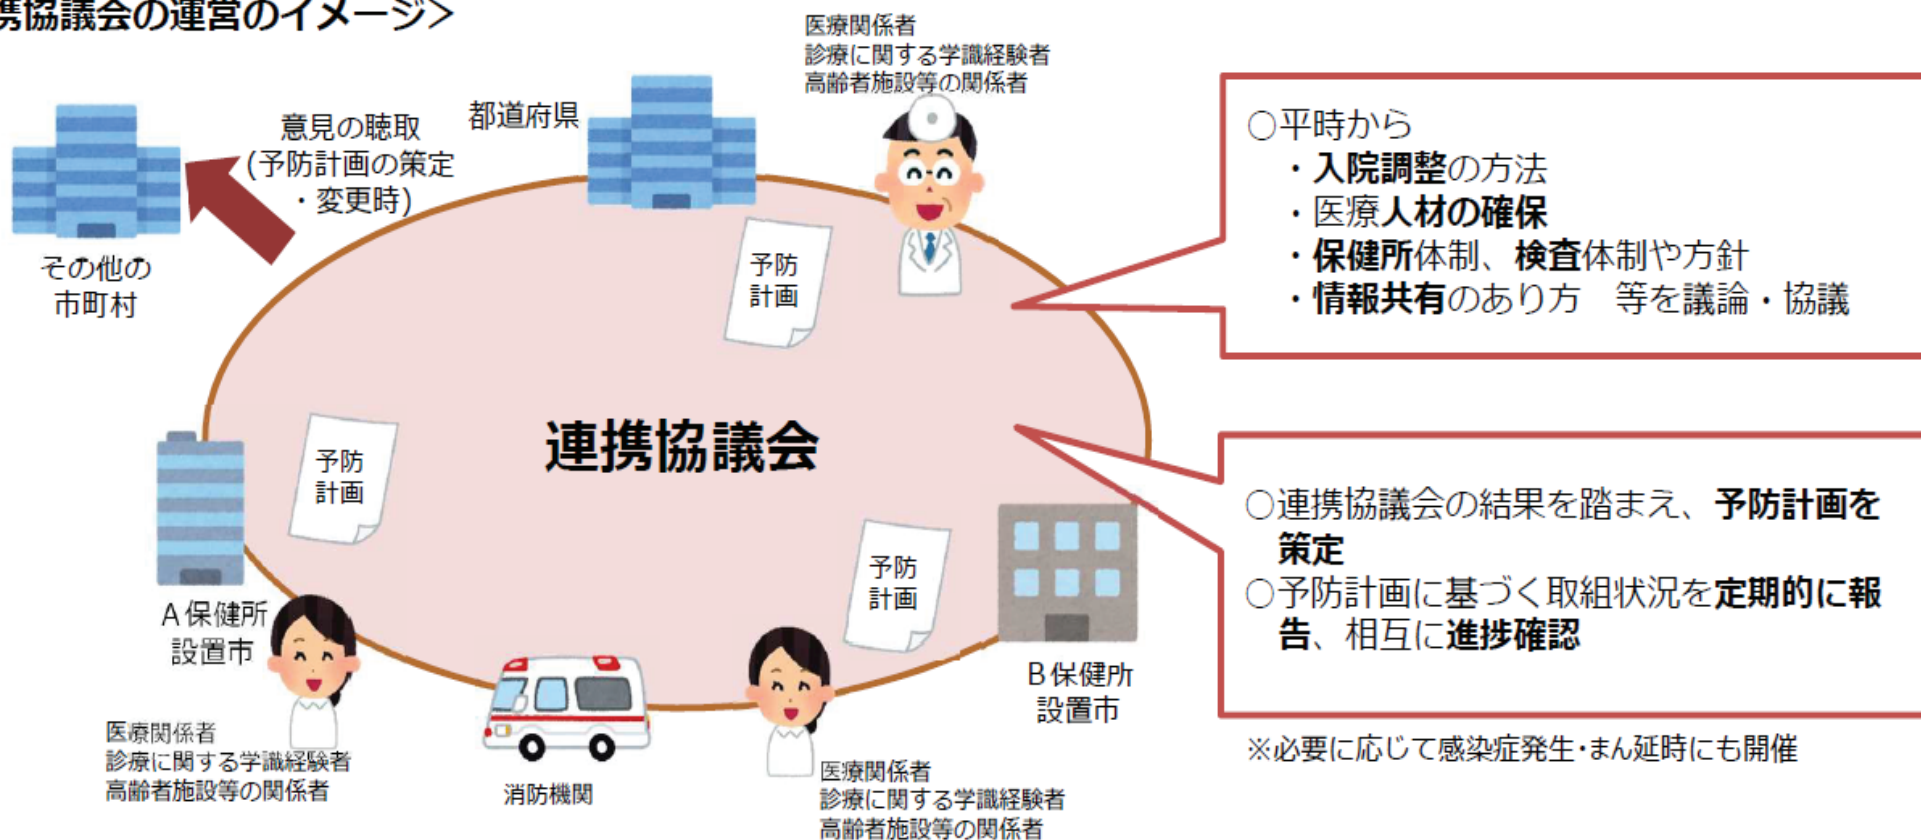 携協議会の運営のイメージ＞
医療関係者
診療に関する学識経験者
高齢者施設等の関係者
都道府県
意見の聴取
(予防計画の策定
・変更時)
その他の
市町村
予防
計画
○平時から
・入院調整の方法
・医療人材の確保
・保健所体制、検査体制や方針
・情報共有のあり方　等を議論・協議
連携協議会
予防
計画
予防
計画
○連携協議会の結果を踏まえ、予防計画を
策定
○予防計画に基づく取組状況を定期的に報
告、相互に進捗確認
※必要に応じて感染症発生･まん延時にも開催
A保健所
設置市
B保健所
設置市
医療関係者
診療に関する学識経験者
高齢者施設等の関係者
消防機関
医療関係者
診療に関する学識経験者
高齢者施設等の関係者